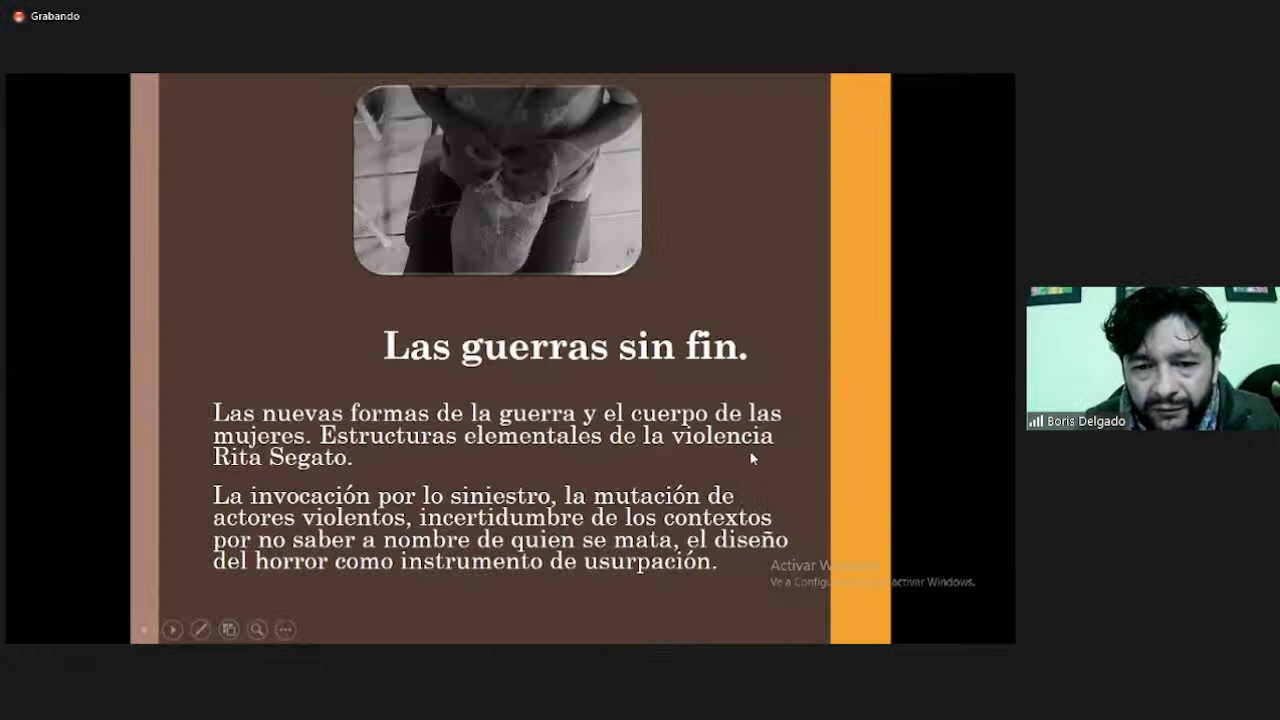 Grabando
Las guerras sin fin.
Las nuevas formas de la guerra y el cuerpo de las
mujeres. Estructuras elementales de la violencia
Rita Segato.
La invocación por lo siniestro, la mutación de
actores violentos, incertidumbre de los contextos
por no saber a nombre de quien se mata, el diseño
del horror como instrumento de usurpación.
Activar
Ve a activar Windows.
Boris Delgado